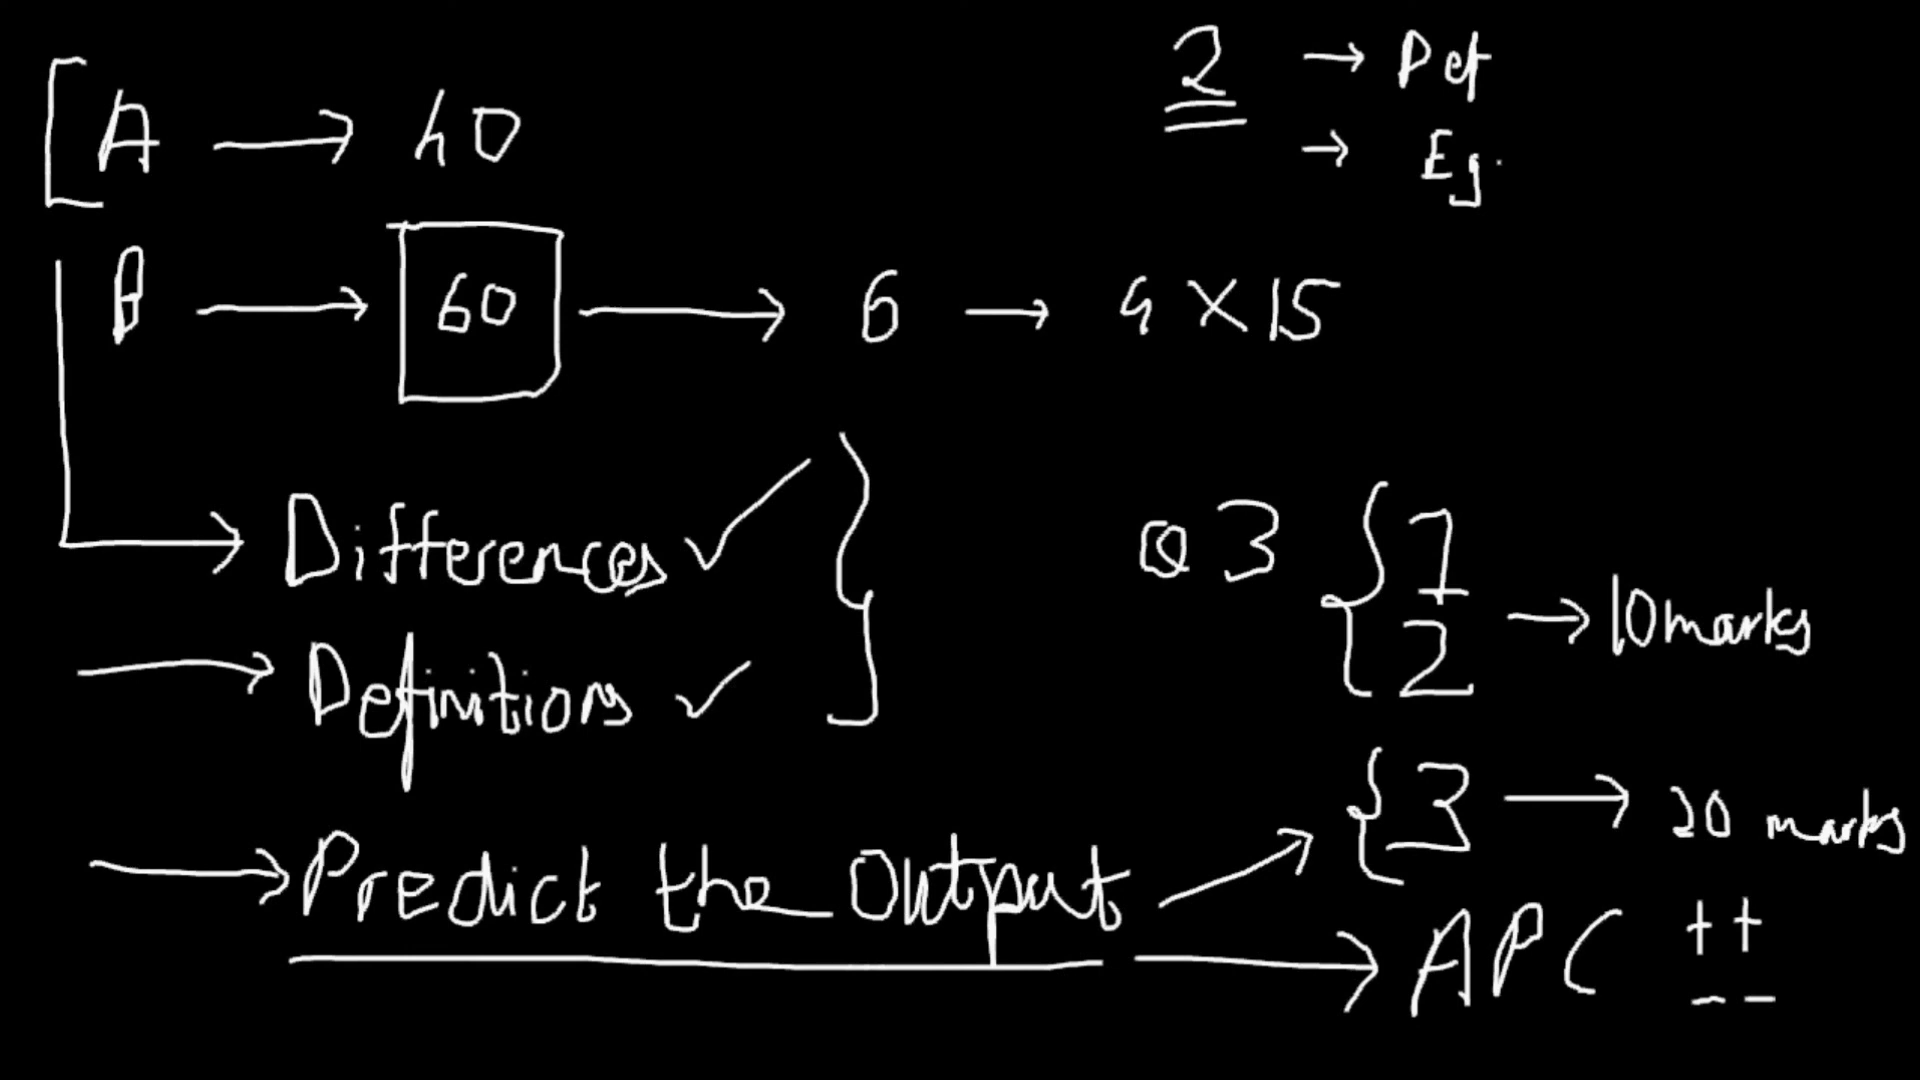 2 → Def
→ Eg.
[A → 40
B → 60 → 6 → 4 X 15
→ Differences ✓ }
→ Definitions ✓
Q 3 { 1
2 → 10 marks
{ 3 → 20 marks
→ Predict the Output
→ APC ++
--